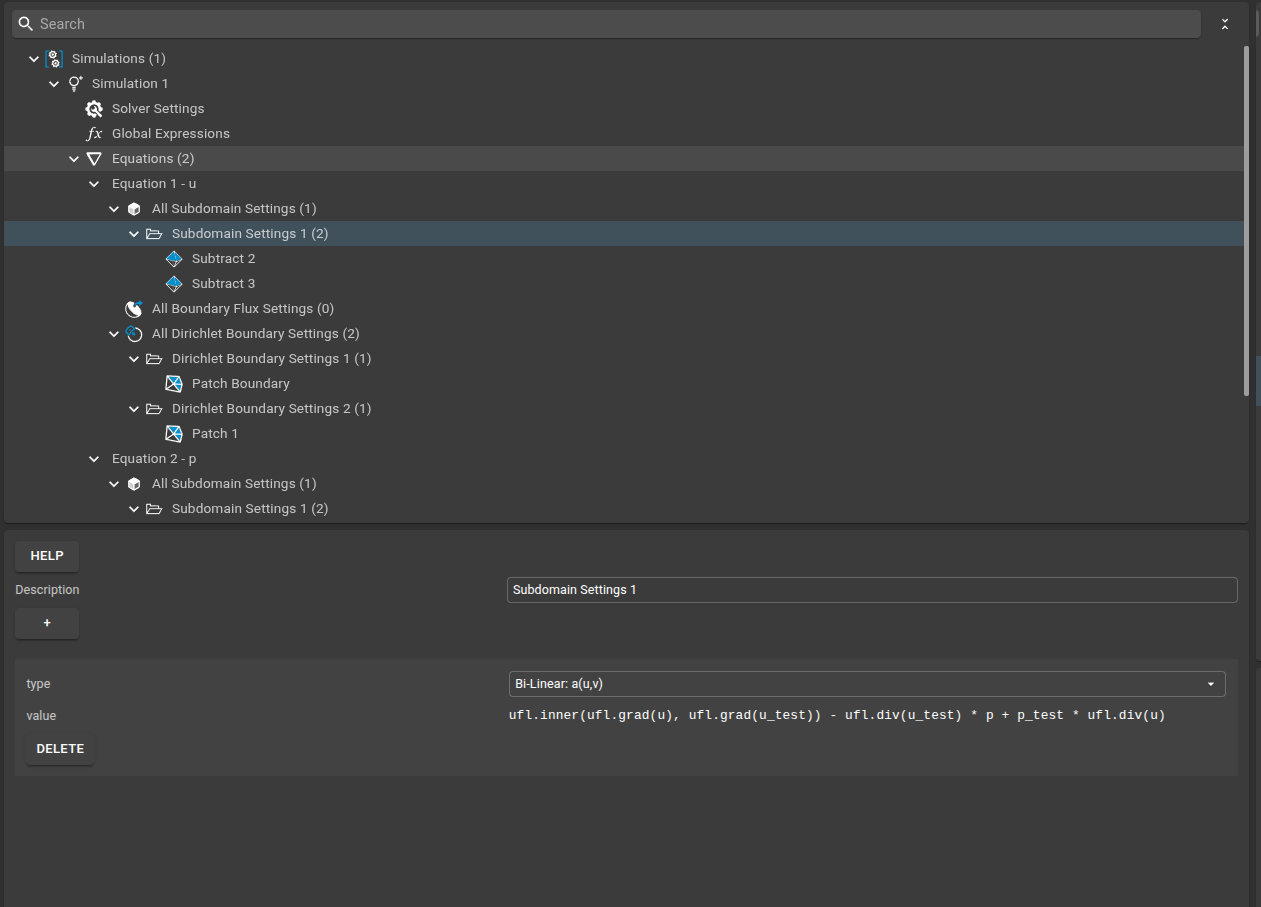 Search
Simulations (1)
Simulation 1
Solver Settings
fx Global Expressions
Equations (2)
Equation 1 - u
All Subdomain Settings (1)
Subdomain Settings 1 (2)
Subtract 2
Subtract 3
All Boundary Flux Settings (0)
All Dirichlet Boundary Settings (2)
Dirichlet Boundary Settings 1 (1)
Patch Boundary
Dirichlet Boundary Settings 2 (1)
Patch 1
Equation 2 - p
All Subdomain Settings (1)
Subdomain Settings 1 (2)
HELP
Description Subdomain Settings 1
+
type Bi-Linear: a(u,v)
value ufl.inner(ufl.grad(u), ufl.grad(u_test)) - ufl.div(u_test) * p + p_test * ufl.div(u)
DELETE